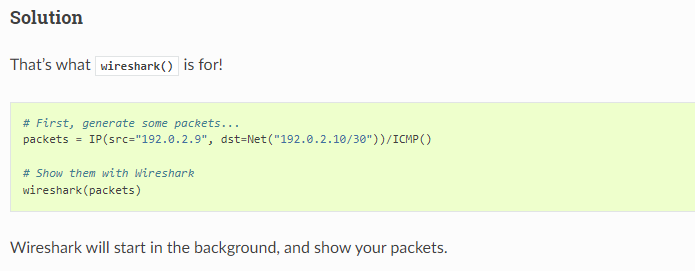 Solution
That’s what wireshark() is for!
# First, generate some packets...
packets = IP(src="192.0.2.9", dst=Net("192.0.2.10/30"))/ICMP()
# Show them with Wireshark
wireshark(packets)
Wireshark will start in the background, and show your packets.